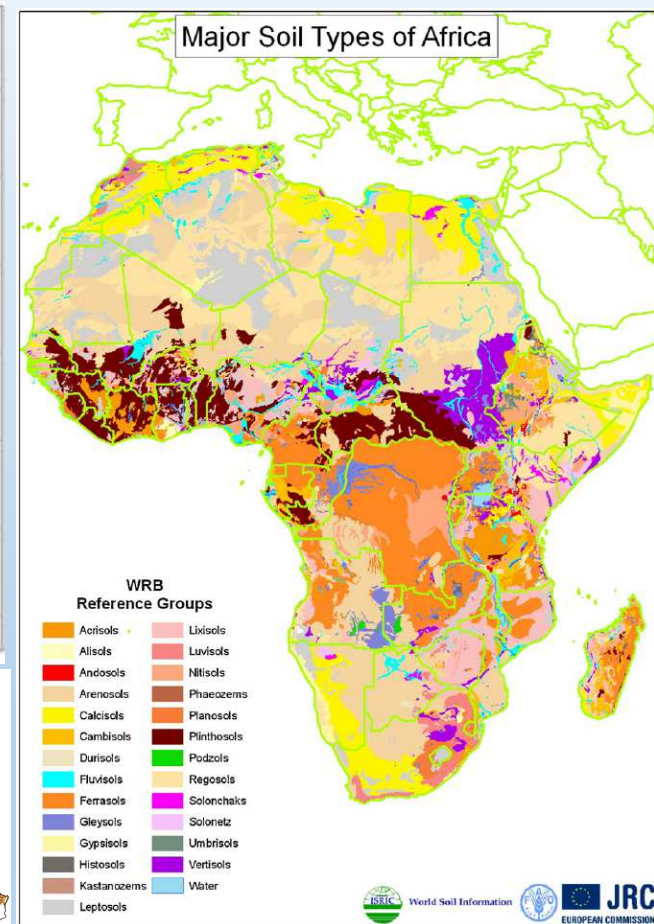 Major Soil Types of Africa
WRB
Reference Groups
Acrisols
Alisols
Andosols
Arenosols
Calcisols
Cambisols
Durisols
Fluvisols
Ferrasols
Gleysols
Gypsisols
Histosols
Kastanozems
Leptosols
Lixisols
Luvisols
Nitisols
Phaeozems
Planosols
Plinthosols
Podzols
Regosols
Solonchaks
Solonetz
Umbrisols
Vertisols
Water
ISRIC
World Soil Information
JRC
EUROPEAN COMMISSION